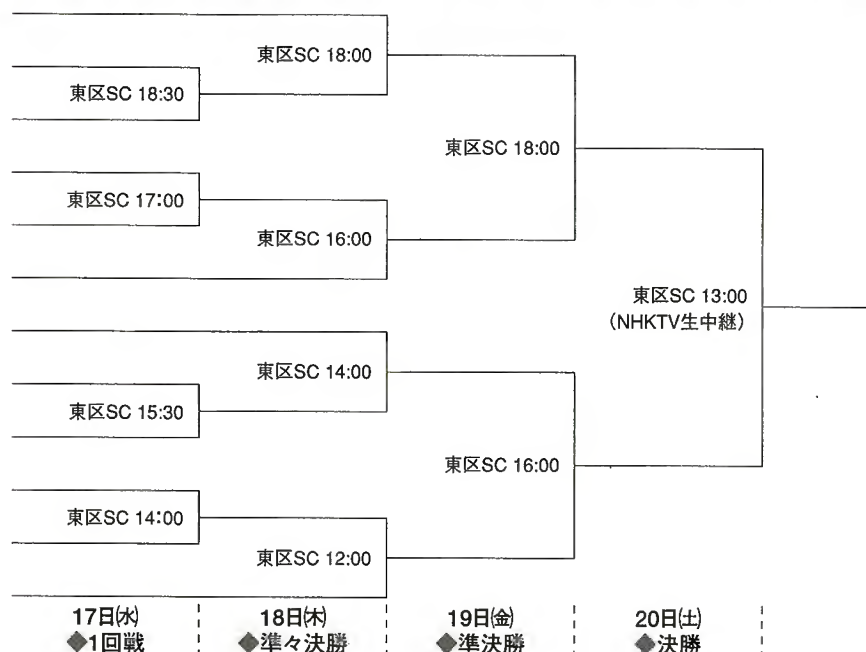 東区SC 18:00
東区SC 18:30
東区SC 18:00
東区SC 17:00
東区SC 16:00
東区SC 13:00
（NHKTV生中継）
東区SC 14:00
東区SC 15:30
東区SC 16:00
東区SC 14:00
東区SC 12:00
17日㈬ 18日㈭ 19日㈮ 20日㈯
◆1回戦 ◆準々決勝 ◆準決勝 ◆決勝